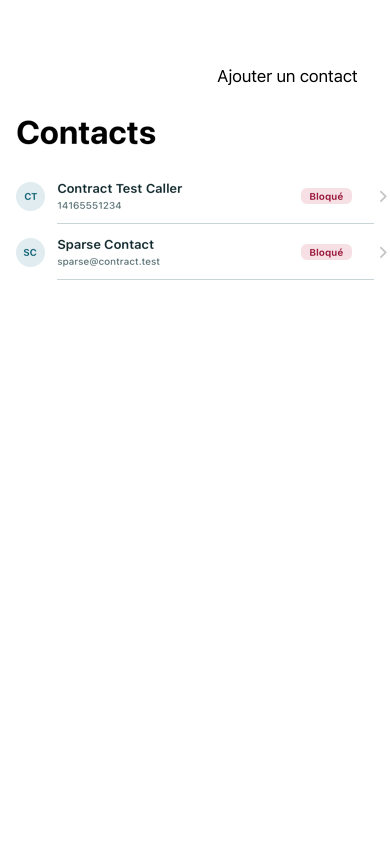 Ajouter un contact
Contacts
CT
Contract Test Caller
14165551234
Bloqué
SC
Sparse Contact
sparse@contract.test
Bloqué